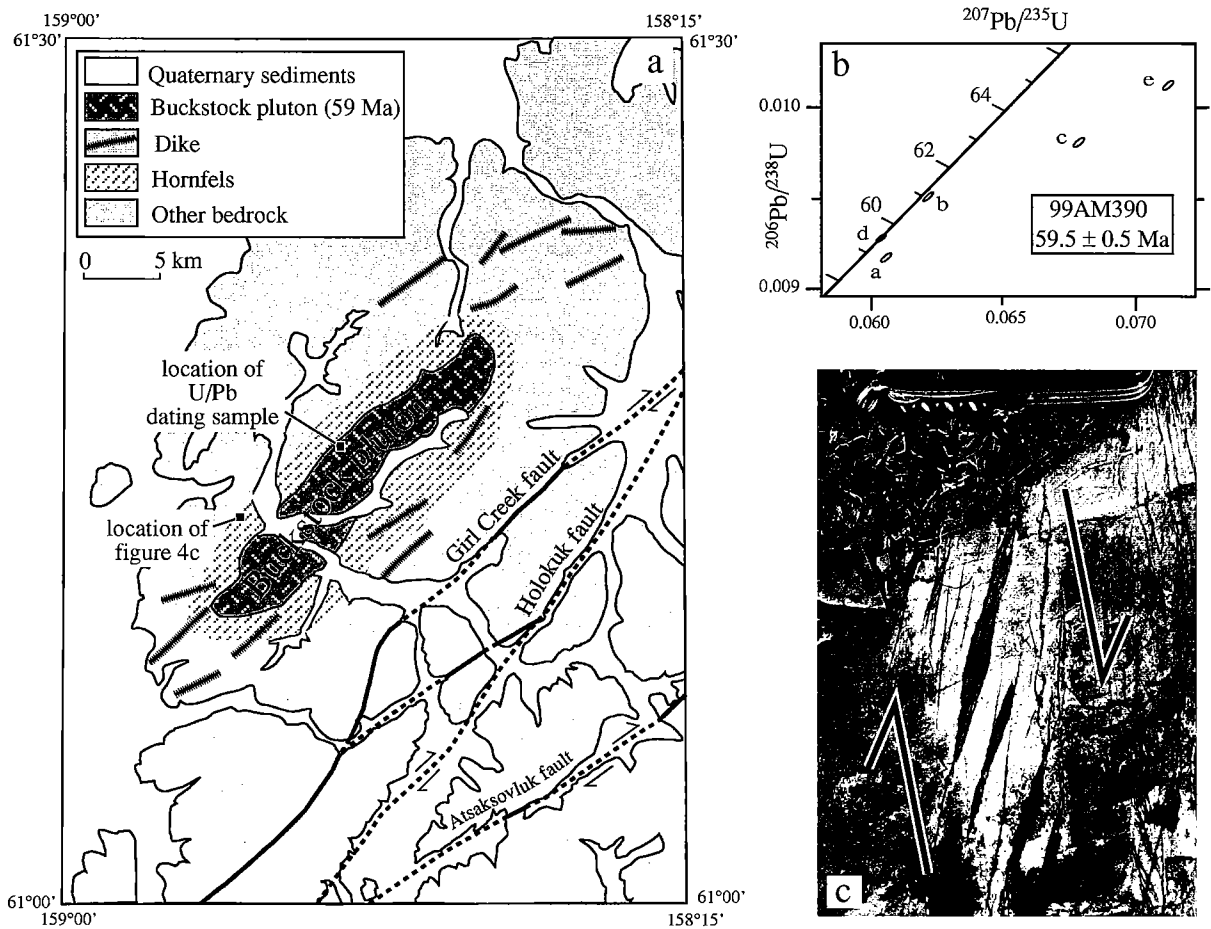 159°00'
158°15'
61°30'
61°30'
a
Quaternary sediments
Buckstock pluton (59 Ma)
Dike
Hornfels
Other bedrock
0 5 km
location of
U/Pb
dating sample
Buckstock pluton
location of
figure 4c
Girl Creek fault
Holokuk fault
Atsaksovluk fault
61°00'
61°00'
159°00'
158°15'
207Pb/235U
b
206Pb/238U
0.010
0.009
64
62
60
e
c
b
d
a
99AM390
59.5 ± 0.5 Ma
0.060
0.065
0.070
c